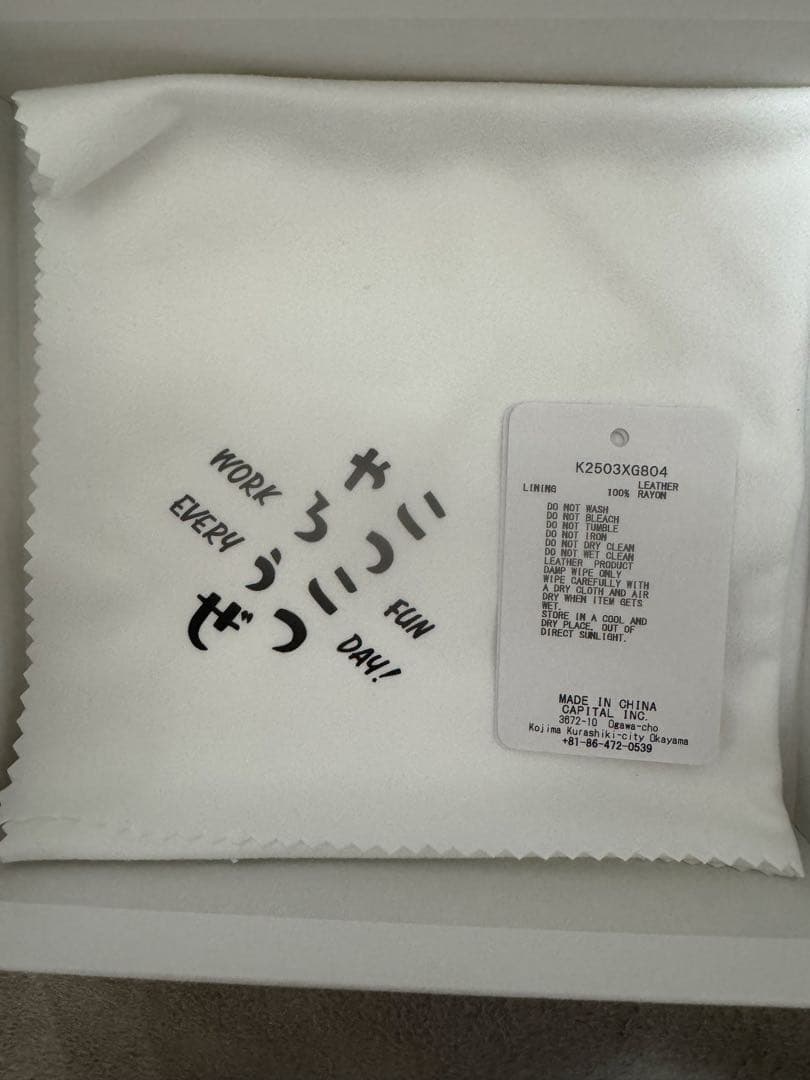 こつこつ
やろうぜ
WORK FUN
EVERY DAY!
K2503XG804
LEATHER
LINING 100% RAYON
DO NOT WASH
DO NOT BLEACH
DO NOT TUMBLE
DO NOT IRON
DO NOT DRY CLEAN
DO NOT WET CLEAN
LEATHER PRODUCT
DAMP WIPE ONLY
WIPE CAREFULLY WITH
A DRY CLOTH AND AIR
DRY WHEN ITEM GETS
WET.
STORE IN A COOL AND
DRY PLACE, OUT OF
DIRECT SUNLIGHT.
MADE IN CHINA
CAPITAL INC.
3672-10 Ogawa-cho
Kojima Kurashiki-city Okayama
+81-86-472-0539